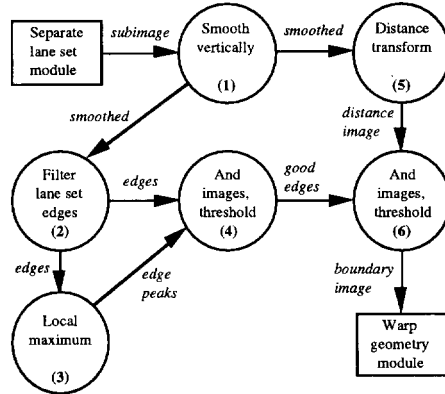 Separate
lane set
module
subimage
Smooth
vertically
(1)
smoothed
Distance
transform
(5)
smoothed
distance
image
Filter
lane set
edges
(2)
edges
And
images,
threshold
(4)
good
edges
And
images,
threshold
(6)
edges
edge
peaks
boundary
image
Local
maximum
(3)
Warp
geometry
module